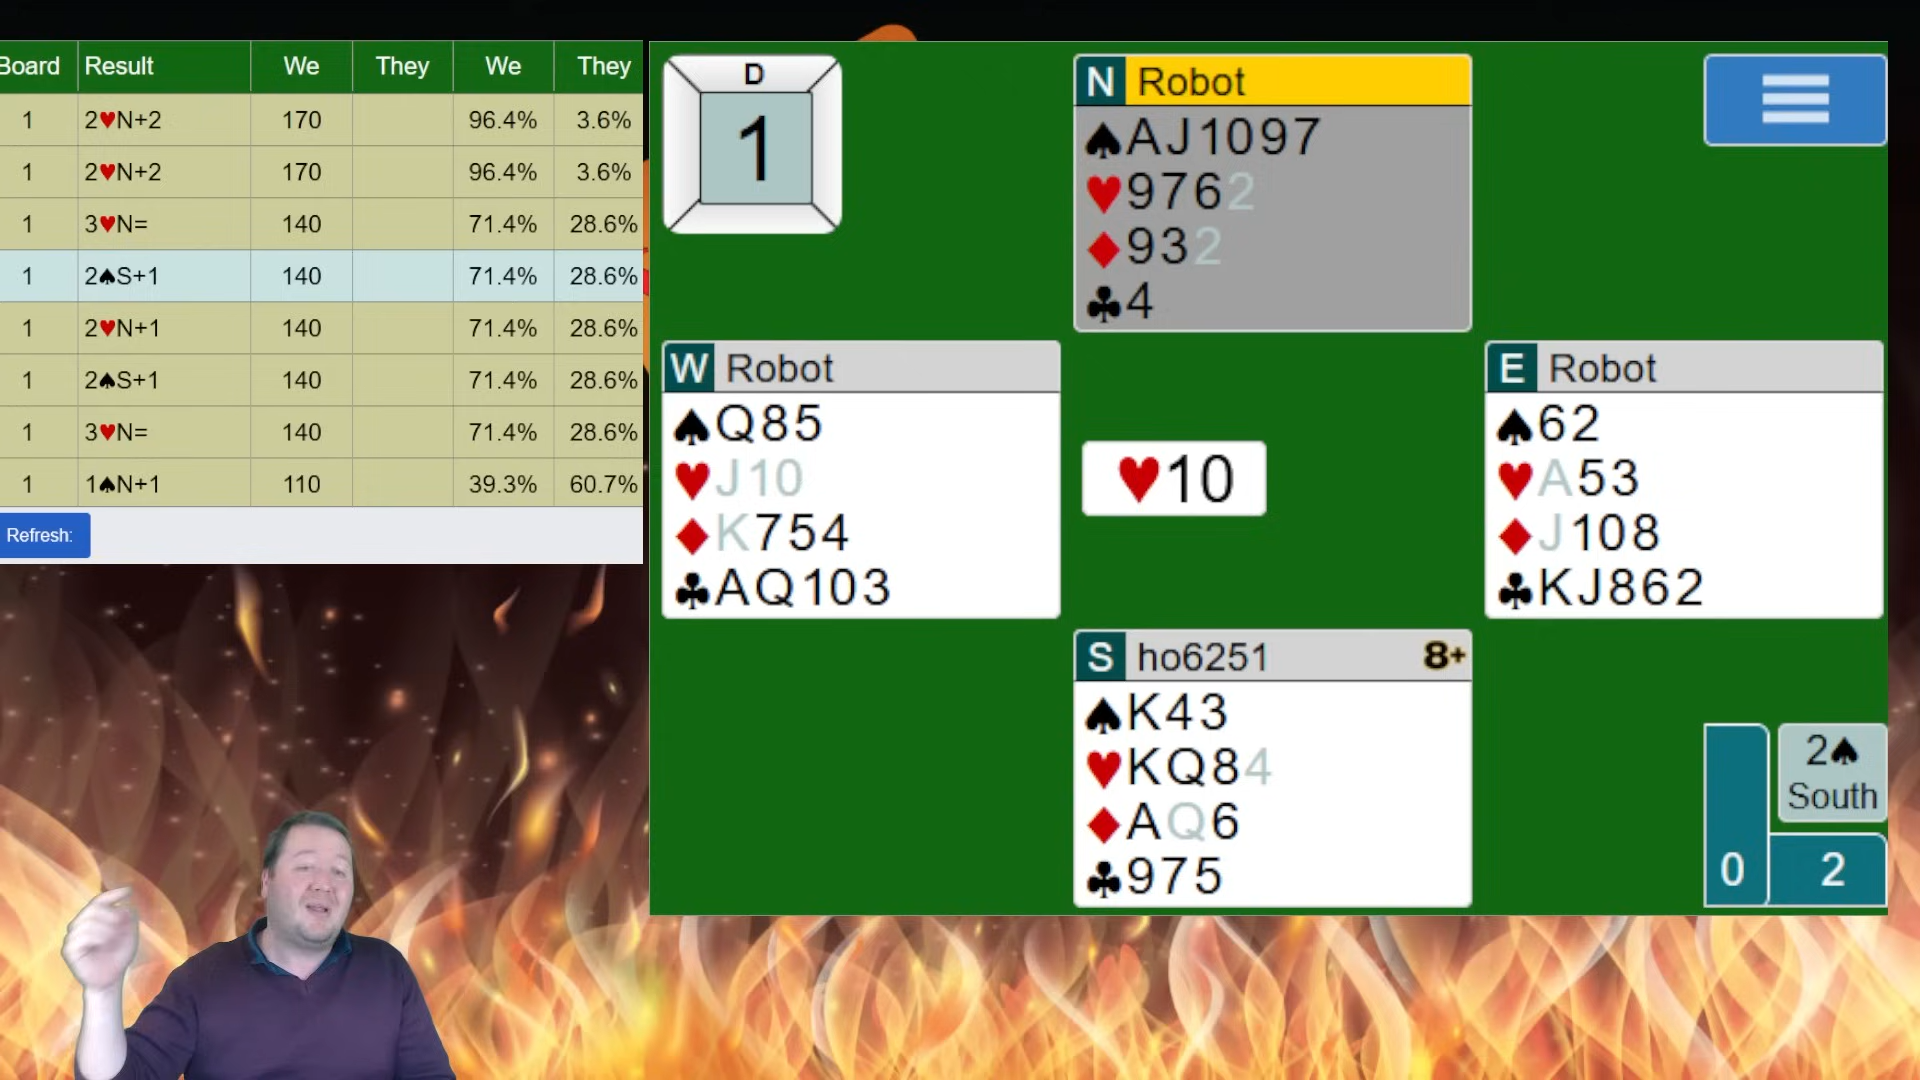 Board Result We They We They
1 2♥N+2 170 96.4% 3.6%
1 2♥N+2 170 96.4% 3.6%
1 3♥N= 140 71.4% 28.6%
1 2♠S+1 140 71.4% 28.6%
1 2♥N+1 140 71.4% 28.6%
1 2♠S+1 140 71.4% 28.6%
1 3♥N= 140 71.4% 28.6%
1 1♠N+1 110 39.3% 60.7%
Refresh:
D
1
N Robot
♠AJ1097
♥9762
♦932
♣4
W Robot
♠Q85
♥J10
♦K754
♣AQ103
♥10
E Robot
♠62
♥A53
♦J108
♣KJ862
S ho6251 8+
♠K43
♥KQ84
♦AQ6
♣975
2♠
South
0 2